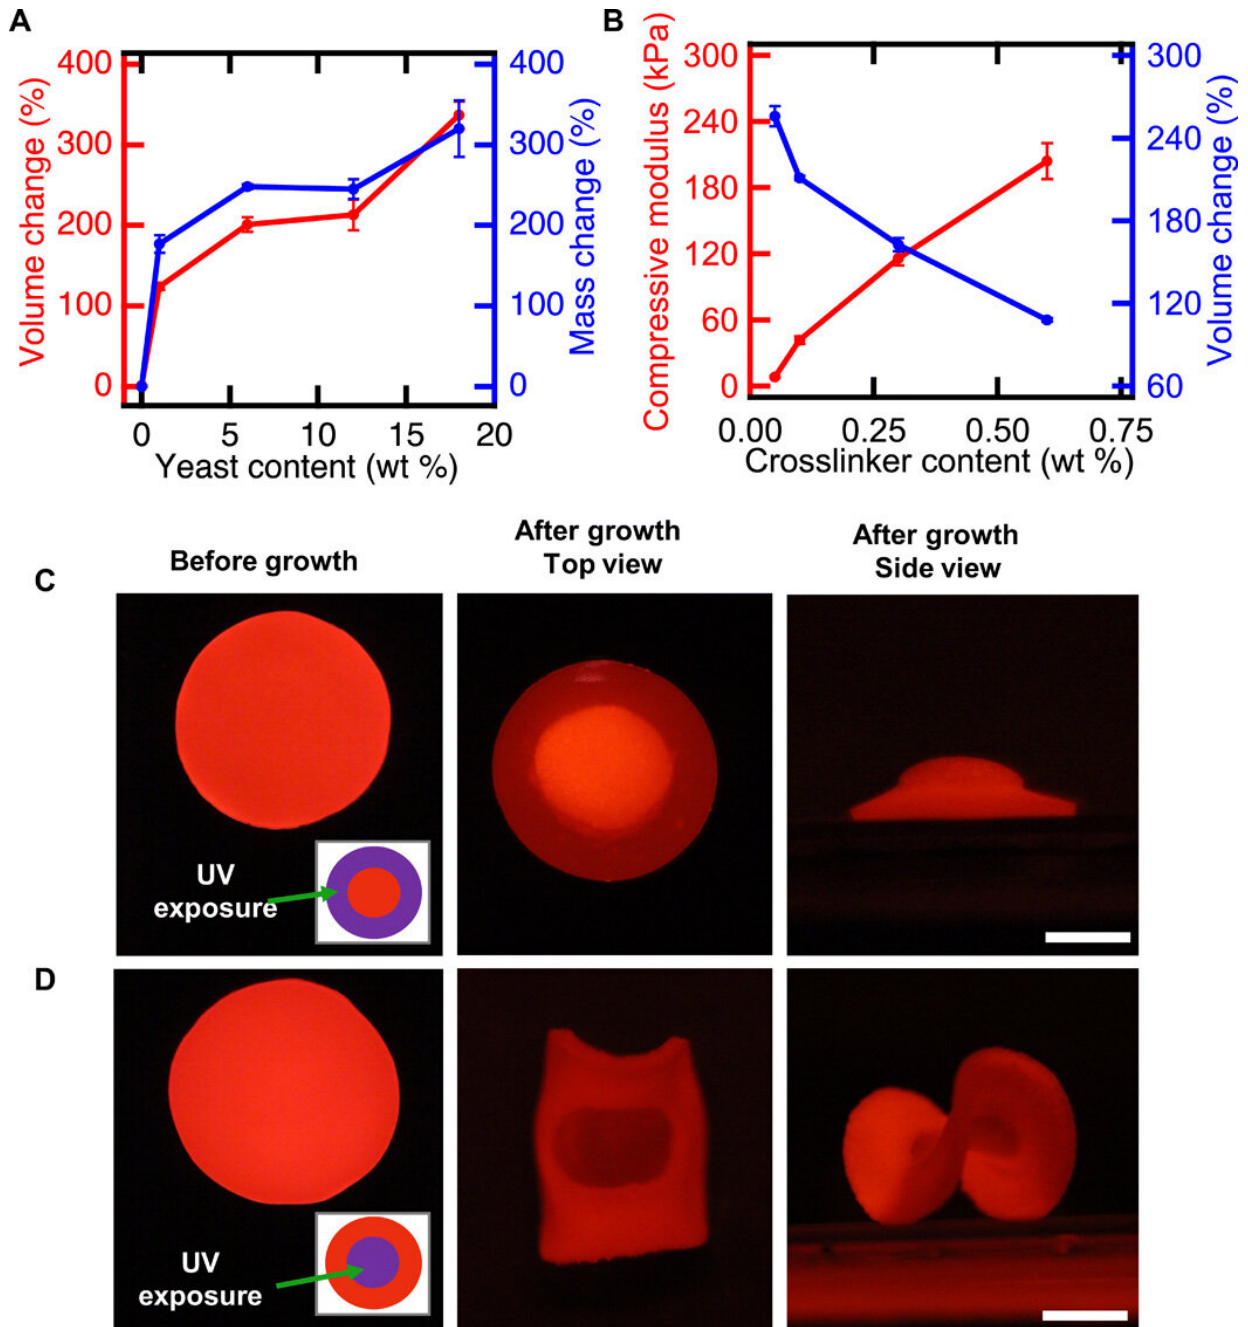 A
400
300
200
100
0
Volume change (%)
400
300
200
100
0
Mass change (%)
0 5 10 15 20
Yeast content (wt %)
B
300
240
180
120
60
0
Compressive modulus (kPa)
300
240
180
120
60
Volume change (%)
0.00 0.25 0.50 0.75
Crosslinker content (wt %)
Before growth
After growth
Top view
After growth
Side view
C
UV
exposure
D
UV
exposure